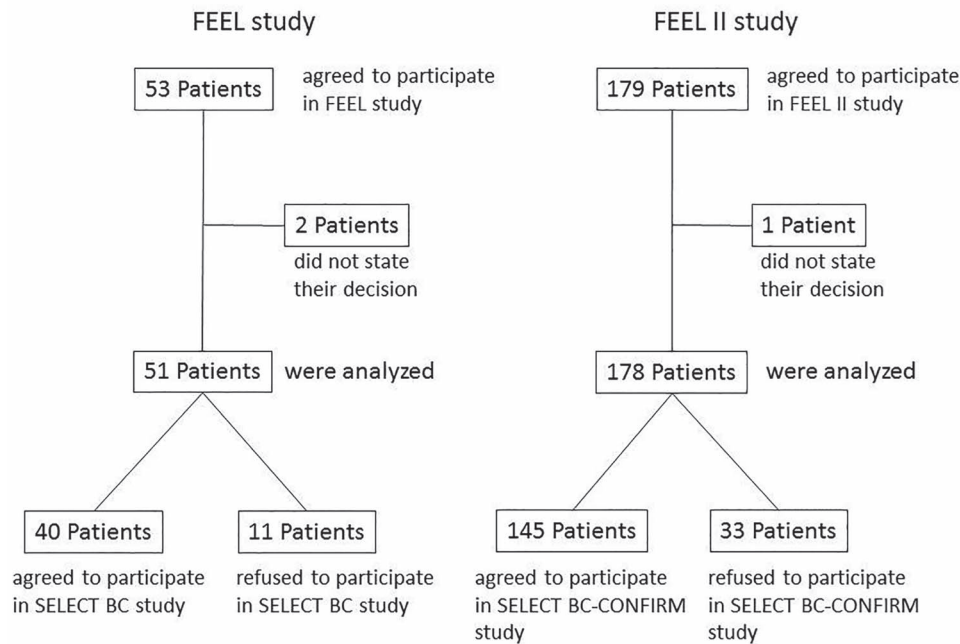 FEEL study
53 Patients
agreed to participate
in FEEL study
2 Patients
did not state
their decision
51 Patients
were analyzed
40 Patients
agreed to participate
in SELECT BC study
11 Patients
refused to participate
in SELECT BC study
FEEL II study
179 Patients
agreed to participate
in FEEL II study
1 Patient
did not state
their decision
178 Patients
were analyzed
145 Patients
agreed to participate
in SELECT BC-CONFIRM
study
33 Patients
refused to participate
in SELECT BC-CONFIRM
study